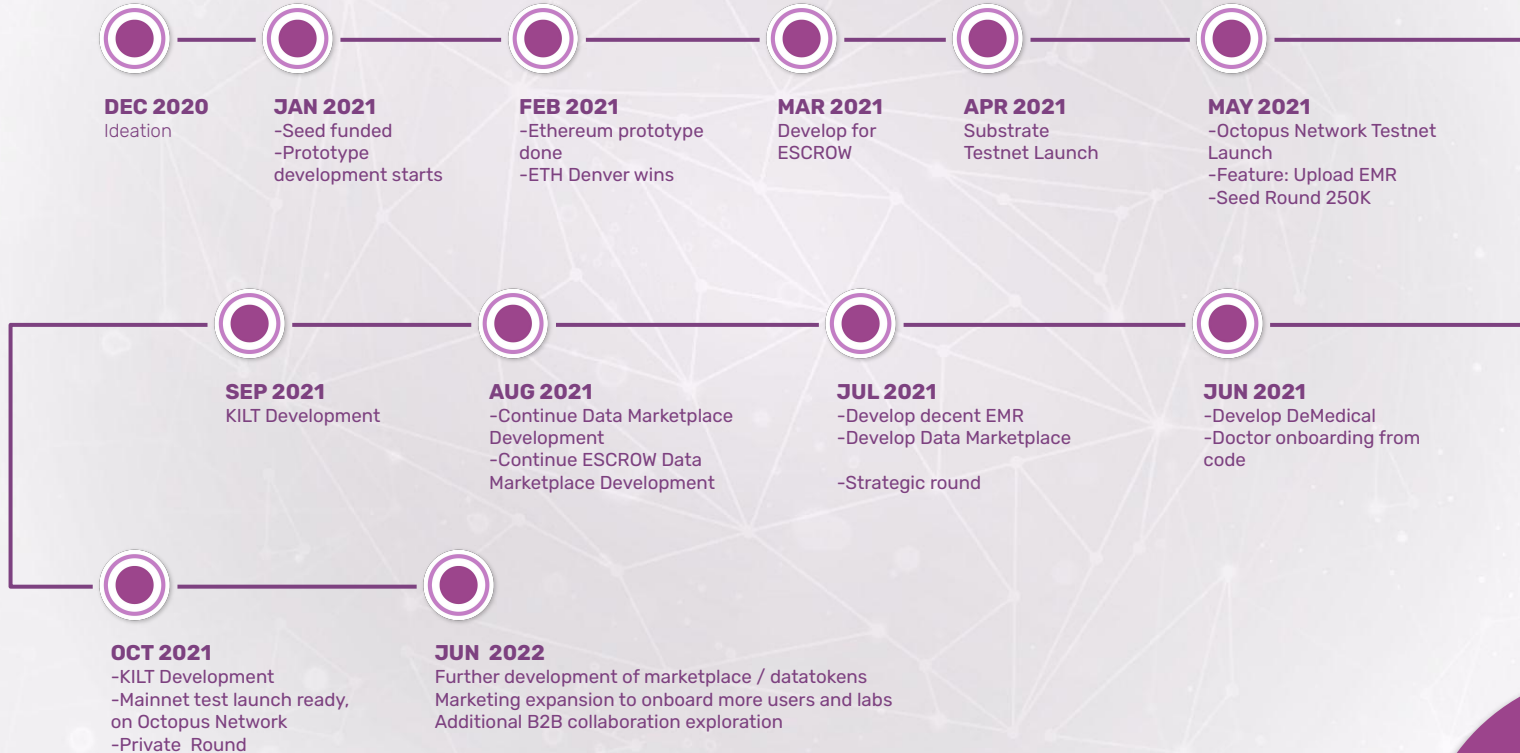 DEC 2020
Ideation
JAN 2021
-Seed funded
-Prototype
development starts
FEB 2021
-Ethereum prototype
done
-ETH Denver wins
MAR 2021
Develop for
ESCROW
APR 2021
Substrate
Testnet Launch
MAY 2021
-Octopus Network Testnet
Launch
-Feature: Upload EMR
-Seed Round 250K
JUN 2021
-Develop DeMedical
-Doctor onboarding from
code
JUL 2021
-Develop decent EMR
-Develop Data Marketplace
-Strategic round
AUG 2021
-Continue Data Marketplace
Development
-Continue ESCROW Data
Marketplace Development
SEP 2021
KILT Development
OCT 2021
-KILT Development
-Mainnet test launch ready,
on Octopus Network
-Private Round
JUN 2022
Further development of marketplace / datatokens
Marketing expansion to onboard more users and labs
Additional B2B collaboration exploration